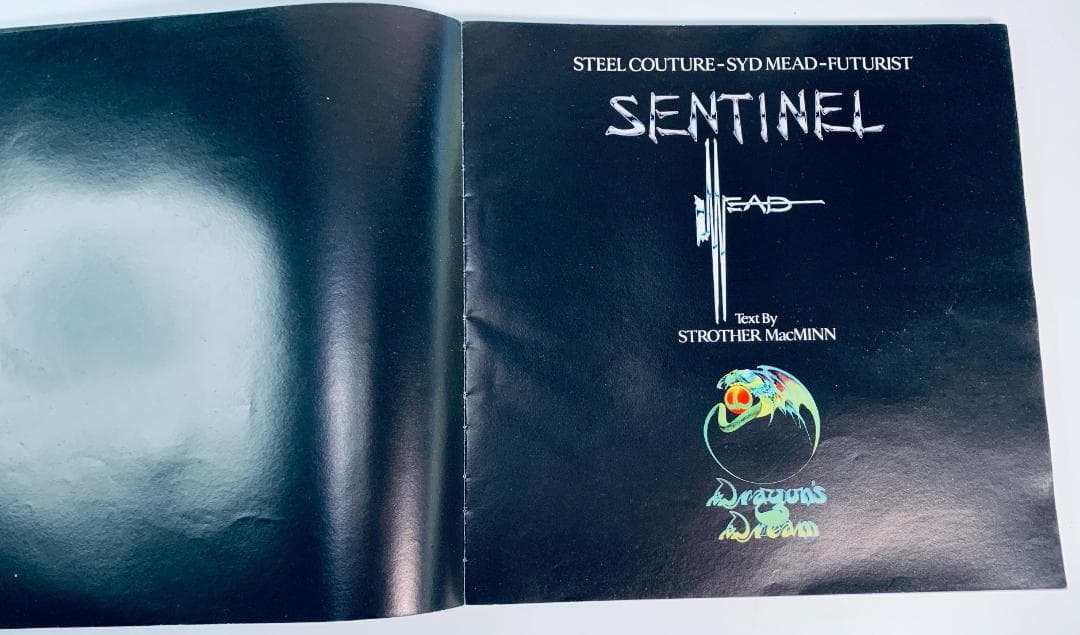 STEEL COUTURE-SYD MEAD-FUTURIST
SENTINEL
MEAD
Text By
STROTHER MacMINN
Dragon's
Dream